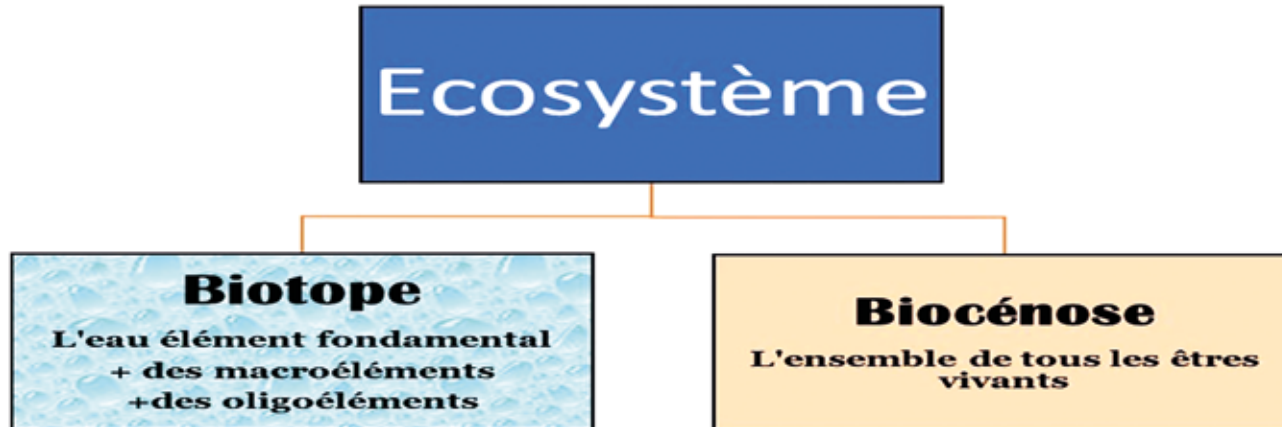 Ecosystème
Biotope
L'eau élément fondamental
+ des macroéléments
+des oligoéléments
Biocénose
L'ensemble de tous les êtres
vivants